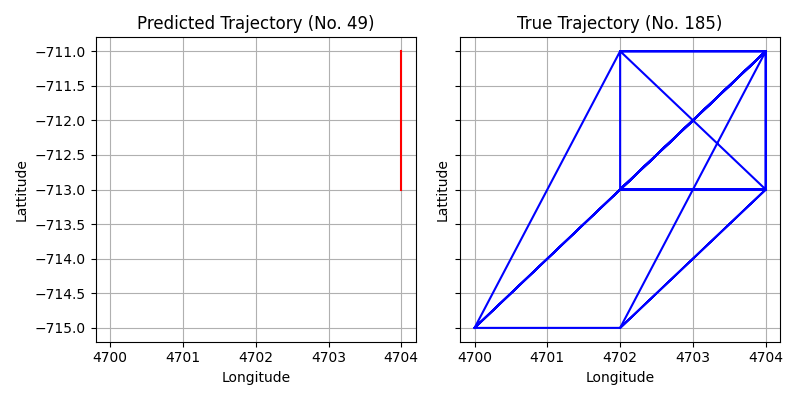 Predicted Trajectory (No. 49)
True Trajectory (No. 185)
Lattitude
−711.0
−711.5
−712.0
−712.5
−713.0
−713.5
−714.0
−714.5
−715.0
4700 4701 4702 4703 4704
Longitude
Lattitude
4700 4701 4702 4703 4704
Longitude